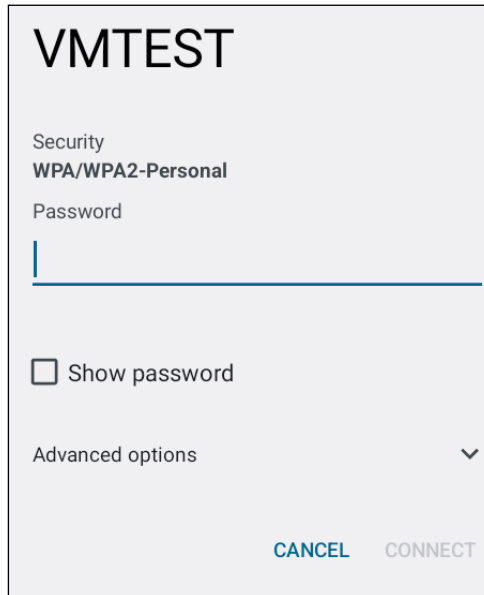 VMTEST
Security
WPA/WPA2-Personal
Password
Show password
Advanced options
CANCEL CONNECT